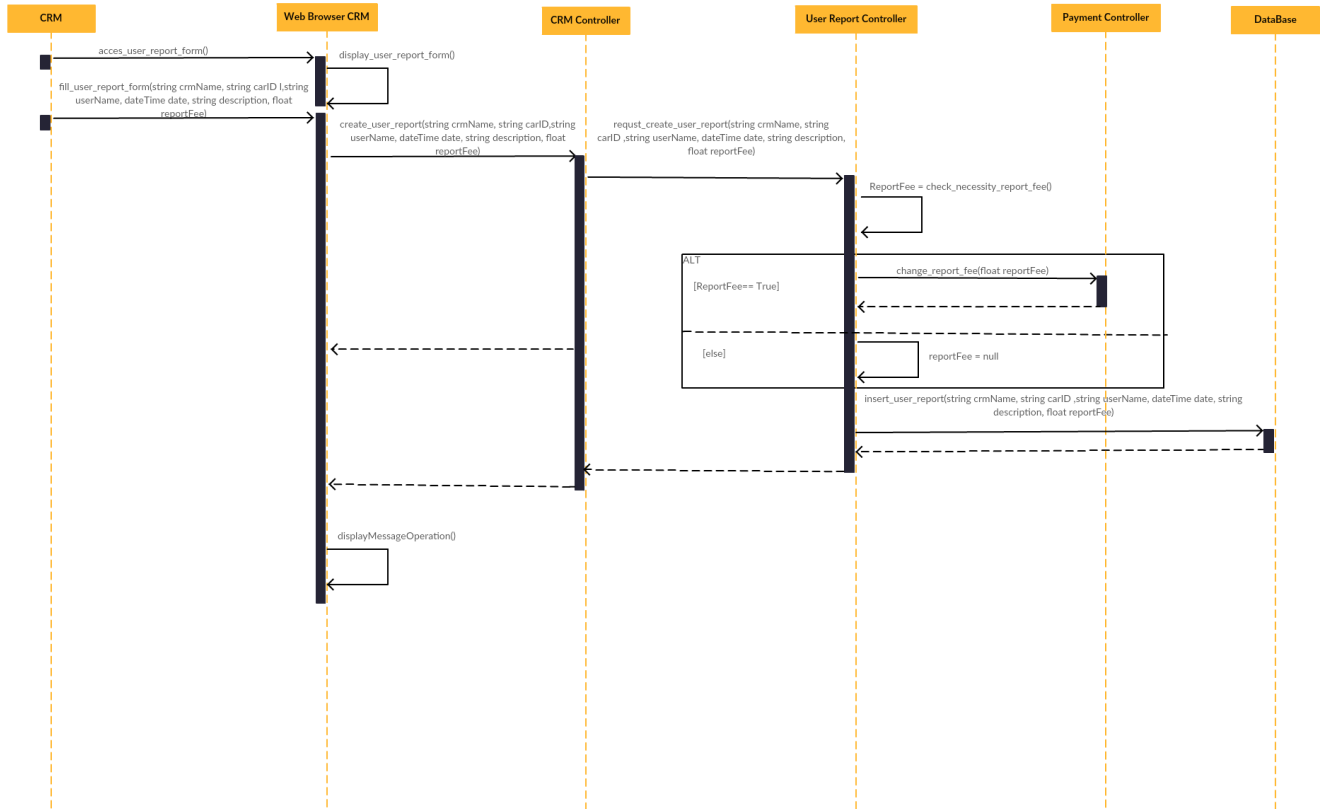 CRM
Web Browser CRM
CRM Controller
User Report Controller
Payment Controller
DataBase
acces_user_report_form()
display_user_report_form()
fill_user_report_form(string crmName, string carID l,string
userName, dateTime date, string description, float
reportFee)
create_user_report(string crmName, string carID,string
userName, dateTime date, string description, float
reportFee)
requst_create_user_report(string crmName, string
carID ,string userName, dateTime date, string description,
float reportFee)
ReportFee = check_necessity_report_fee()
ALT
change_report_fee(float reportFee)
[ReportFee== True]
[else]
reportFee = null
insert_user_report(string crmName, string carID ,string userName, dateTime date, string
description, float reportFee)
displayMessageOperation()